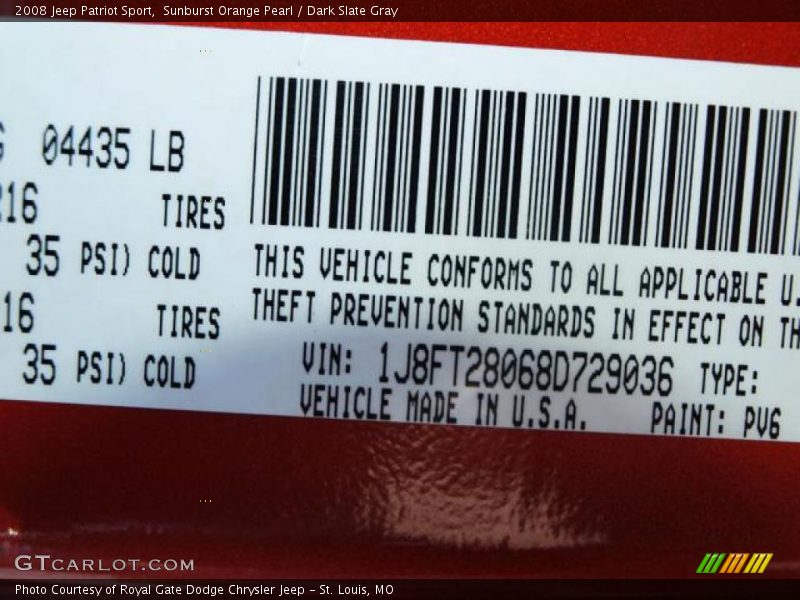 2008 Jeep Patriot Sport,  Sunburst Orange Pearl / Dark Slate Gray
04435 LB
16 TIRES
35 PSI) COLD
16 TIRES
35 PSI) COLD
THIS VEHICLE CONFORMS TO ALL APPLICABLE U.
THEFT PREVENTION STANDARDS IN EFFECT ON TH
VIN: 1J8FT28068D729036 TYPE:
VEHICLE MADE IN U.S.A. PAINT: PV6
GTCARLOT.COM
Photo Courtesy of Royal Gate Dodge Chrysler Jeep - St. Louis, MO